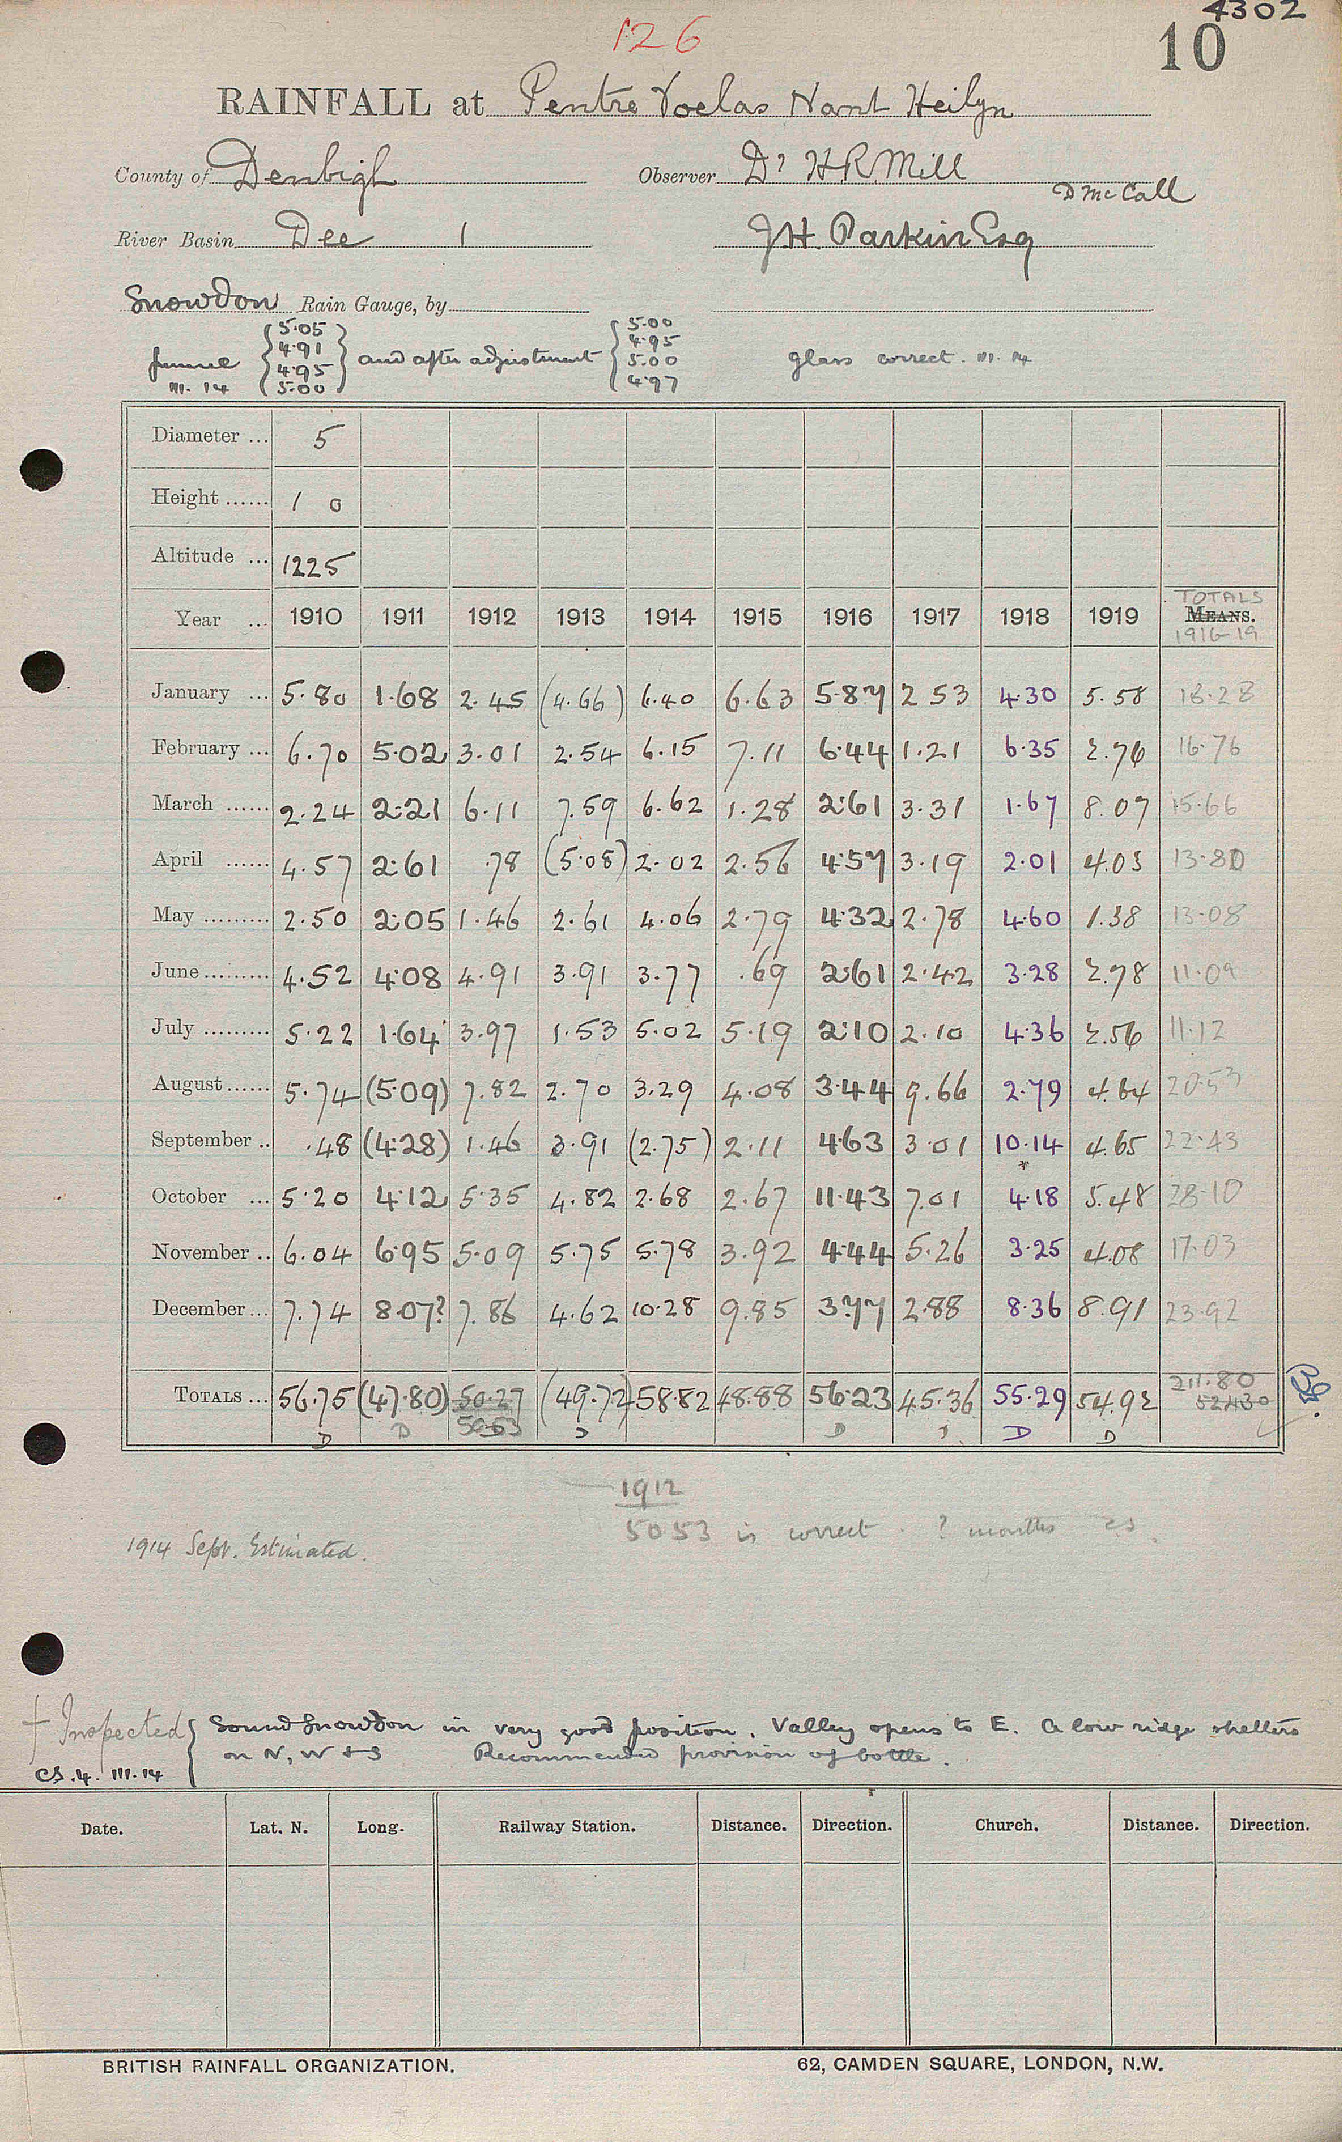 4302
126
10
RAINFALL at Pentre Voelas Nant Heilyn
County of Denbigh Observer Dr H R Mill
D McCall
River Basin Dee 1 J H. Parkin Esq
Snowdon Rain Gauge, by
funnel III. 14 { 5.05 4.91 4.95 5.00 } and after adjustment { 5.00 4.95 5.00 4.97 glass correct. III. 14
Diameter ... 5
Height ...... 1 0
Altitude ... 1225
Year ... 1910 1911 1912 1913 1914 1915 1916 1917 1918 1919 TOTALS MEANS. 1916-19
January ... 5.80 1.68 2.45 (4.66) 6.40 6.63 5.87 2.53 4.30 5.58 18.28
February ... 6.70 5.02 3.01 2.54 6.15 7.11 6.44 1.21 6.35 2.76 16.76
March ...... 2.24 2.21 6.11 7.59 6.62 1.28 2.61 3.31 1.67 8.07 15.66
April ...... 4.57 2.61 .78 (5.08) 2.02 2.56 4.57 3.19 2.01 4.03 13.80
May ......... 2.50 2.05 1.46 2.61 4.06 2.79 4.32 2.78 4.60 1.38 13.08
June ......... 4.52 4.08 4.91 3.91 3.77 .69 2.61 2.42 3.28 2.78 11.09
July ......... 5.22 1.64 3.97 1.53 5.02 5.19 2.10 2.10 4.36 2.56 11.12
August ...... 5.74 (5.09) 7.82 2.70 3.29 4.08 3.44 9.66 2.79 4.64 20.53
September .. .48 (4.28) 1.46 3.91 (2.75) 2.11 4.63 3.01 10.14 4.65 22.43
October ... 5.20 4.12 5.35 4.82 2.68 2.67 11.43 7.01 4.18 5.48 28.10
November .. 6.04 6.95 5.09 5.75 5.78 3.92 4.44 5.26 3.25 4.08 17.03
December ... 7.74 8.07? 7.86 4.62 10.28 9.85 3.77 2.88 8.36 8.91 23.92
TOTALS ... 56.75 (47.80) 50.27 (49.72) 58.82 48.88 56.23 45.36 55.29 54.92 211.80
50.53
D D D D D D
1912
50 53 is correct. ? months CS.
1914 Sept. Estimated.
† Inspected { Sound Snowdon in very good position. Valley opens to E. A low ridge shelters
on N, W + S Recommended provision of bottle.
CS. 4. III. 14
Date. Lat. N. Long. Railway Station. Distance. Direction. Church. Distance. Direction.
BRITISH RAINFALL ORGANIZATION. 62, CAMDEN SQUARE, LONDON, N.W.